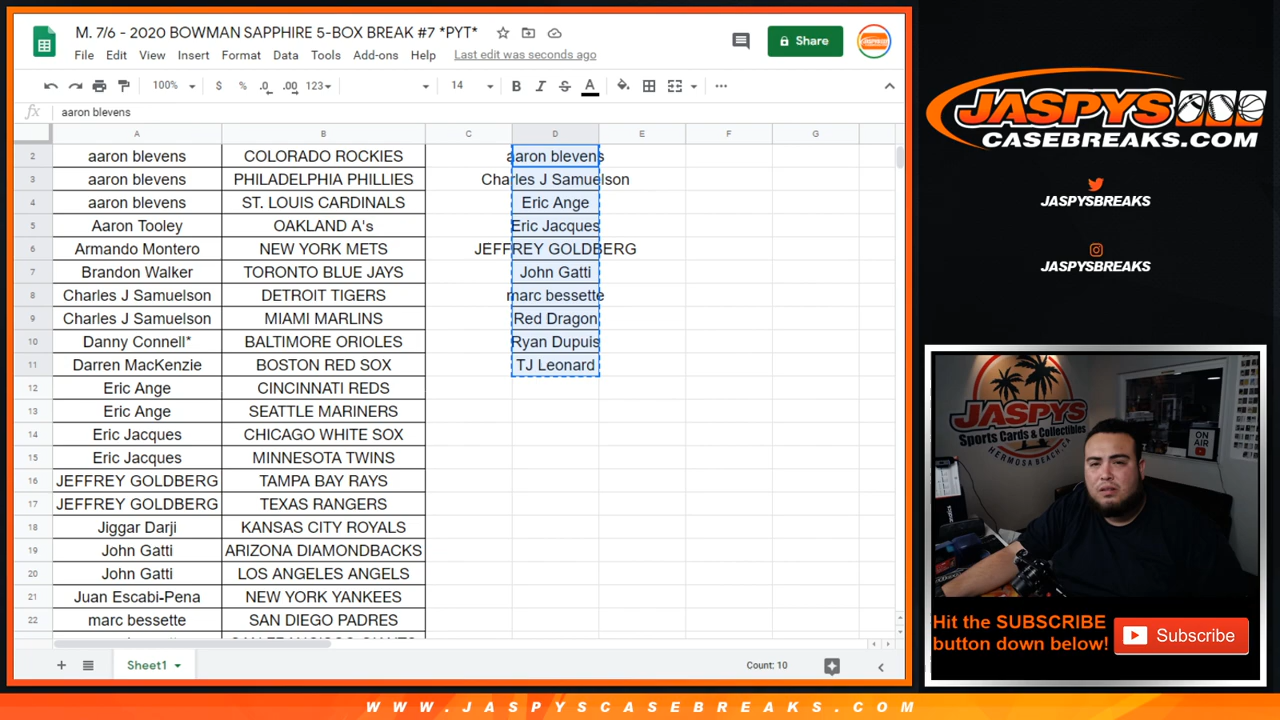 M. 7/6 - 2020 BOWMAN SAPPHIRE 5-BOX BREAK #7 *PYT*
File Edit View Insert Format Data Tools Add-ons Help Last edit was seconds ago
Share
100% $ % .0 .00 123 14 B I S A
fx aaron blevens
A B C D E F G
2 aaron blevens COLORADO ROCKIES aaron blevens
3 aaron blevens PHILADELPHIA PHILLIES Charles J Samuelson
4 aaron blevens ST. LOUIS CARDINALS Eric Ange
5 Aaron Tooley OAKLAND A's Eric Jacques
6 Armando Montero NEW YORK METS JEFFREY GOLDBERG
7 Brandon Walker TORONTO BLUE JAYS John Gatti
8 Charles J Samuelson DETROIT TIGERS marc bessette
9 Charles J Samuelson MIAMI MARLINS Red Dragon
10 Danny Connell* BALTIMORE ORIOLES Ryan Dupuis
11 Darren MacKenzie BOSTON RED SOX TJ Leonard
12 Eric Ange CINCINNATI REDS
13 Eric Ange SEATTLE MARINERS
14 Eric Jacques CHICAGO WHITE SOX
15 Eric Jacques MINNESOTA TWINS
16 JEFFREY GOLDBERG TAMPA BAY RAYS
17 JEFFREY GOLDBERG TEXAS RANGERS
18 Jiggar Darji KANSAS CITY ROYALS
19 John Gatti ARIZONA DIAMONDBACKS
20 John Gatti LOS ANGELES ANGELS
21 Juan Escabi-Pena NEW YORK YANKEES
22 marc bessette SAN DIEGO PADRES
Sheet1 Count: 10
JASPYS
CASEBREAKS.COM
JASPYSBREAKS
JASPYSBREAKS
JASPYS
Sports Cards & Collectibles
HERMOSA BEACH, CA
ON AIR
Hit the SUBSCRIBE
button down below!
Subscribe
WWW.JASPYSCASEBREAKS.COM